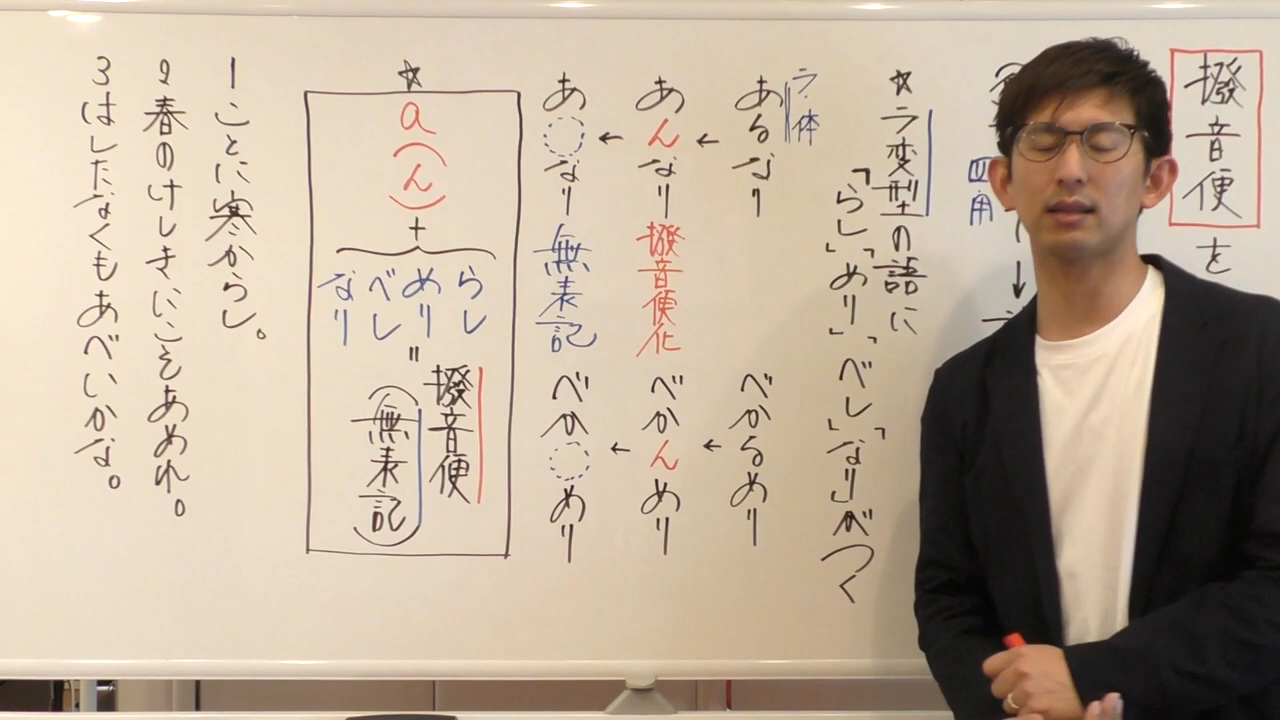 撥音便を
四角
☆ラ変型の語に
「らし」「めり」「べし」「なり」がつく
ラ・体
あるなり
べかるめり
←
←
あんなり 撥音便化
べかんめり
←
←
あ◌なり 無表記
べか◌めり
☆
a(ん)+
らし
めり
べし
なり
=
撥音便
(無表記)
1ことに寒からし。
2春のけしきにこそあめれ。
3はしたなくもあべいかな。